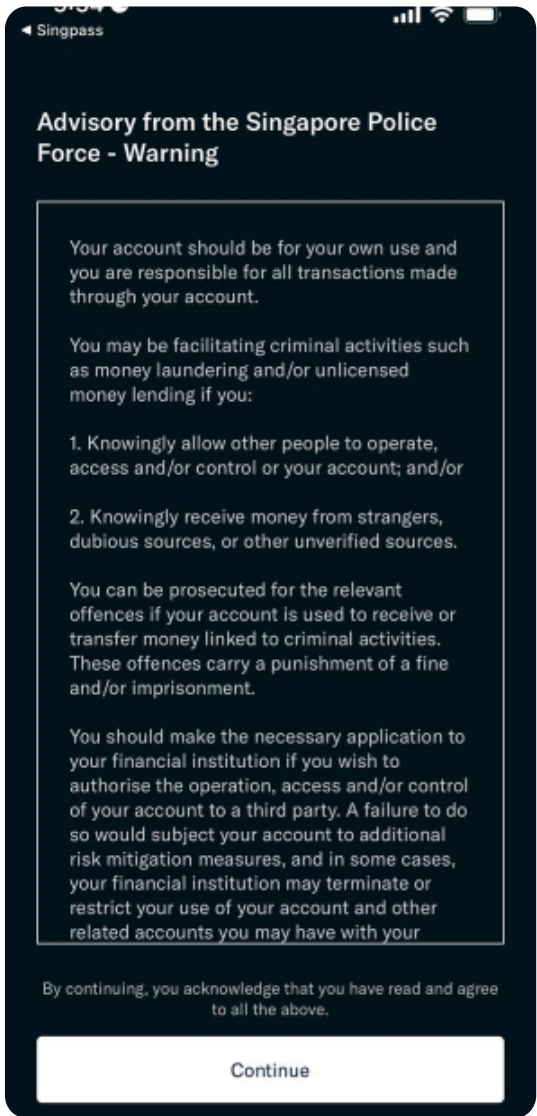 ◀ Singpass
Advisory from the Singapore Police
Force - Warning
Your account should be for your own use and
you are responsible for all transactions made
through your account.
You may be facilitating criminal activities such
as money laundering and/or unlicensed
money lending if you:
1. Knowingly allow other people to operate,
access and/or control or your account; and/or
2. Knowingly receive money from strangers,
dubious sources, or other unverified sources.
You can be prosecuted for the relevant
offences if your account is used to receive or
transfer money linked to criminal activities.
These offences carry a punishment of a fine
and/or imprisonment.
You should make the necessary application to
your financial institution if you wish to
authorise the operation, access and/or control
of your account to a third party. A failure to do
so would subject your account to additional
risk mitigation measures, and in some cases,
your financial institution may terminate or
restrict your use of your account and other
related accounts you may have with your
By continuing, you acknowledge that you have read and agree
to all the above.
Continue